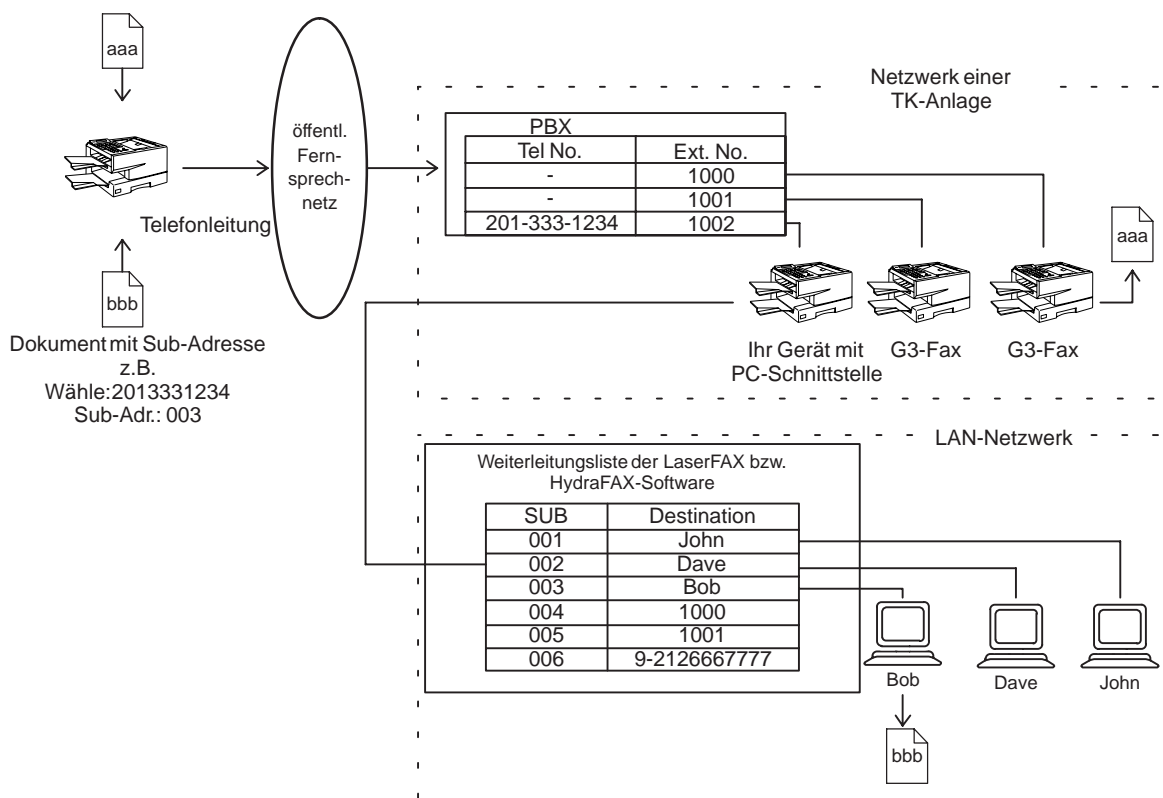 aaa
Telefonleitung
bbb
Dokument mit Sub-Adresse
z.B.
Wähle:2013331234
Sub-Adr.: 003
öffentl.
Fern-
sprech-
netz
Netzwerk einer
TK-Anlage
PBX
Tel No. Ext. No.
- 1000
- 1001
201-333-1234 1002
aaa
Ihr Gerät mit
PC-Schnittstelle
G3-Fax
G3-Fax
LAN-Netzwerk
Weiterleitungsliste der LaserFAX bzw.
HydraFAX-Software
SUB Destination
001 John
002 Dave
003 Bob
004 1000
005 1001
006 9-2126667777
Bob
Dave
John
bbb